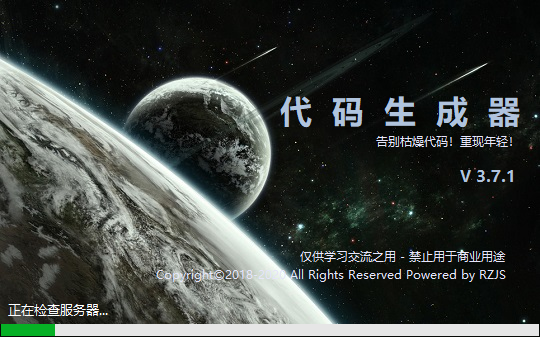 代码生成器
告别枯燥代码！重现年轻！
V 3.7.1
仅供学习交流之用 - 禁止用于商业用途
Copyright©2018- All Rights Reserved Powered by RZJS
正在检查服务器...